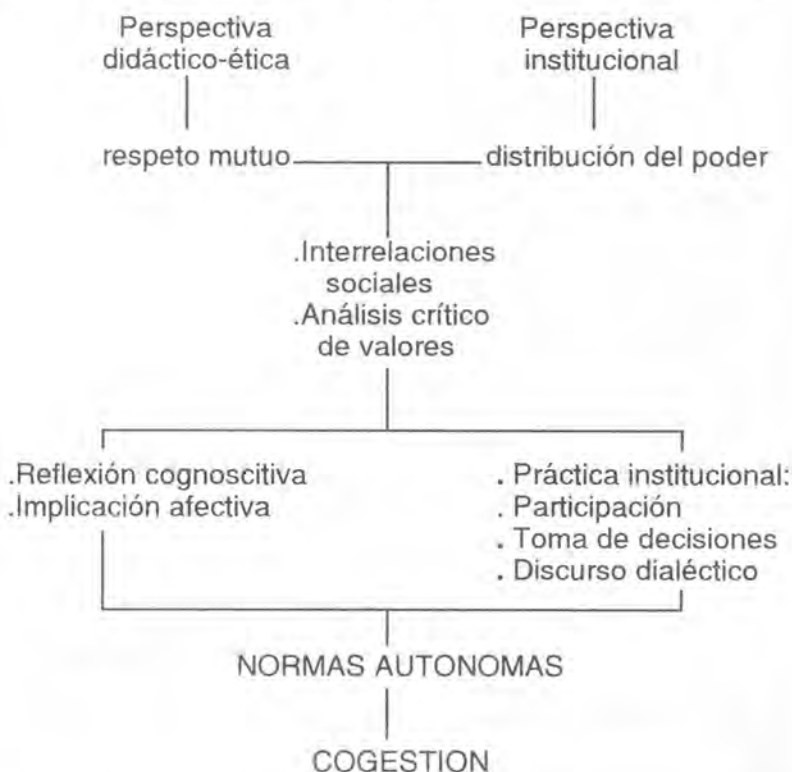 Perspectiva
didáctico-ética
Perspectiva
institucional
respeto mutuo
distribución del poder
.Interrelaciones
sociales
.Análisis crítico
de valores
.Reflexión cognoscitiva
.Implicación afectiva
. Práctica institucional:
. Participación
. Toma de decisiones
. Discurso dialéctico
NORMAS AUTONOMAS
COGESTION